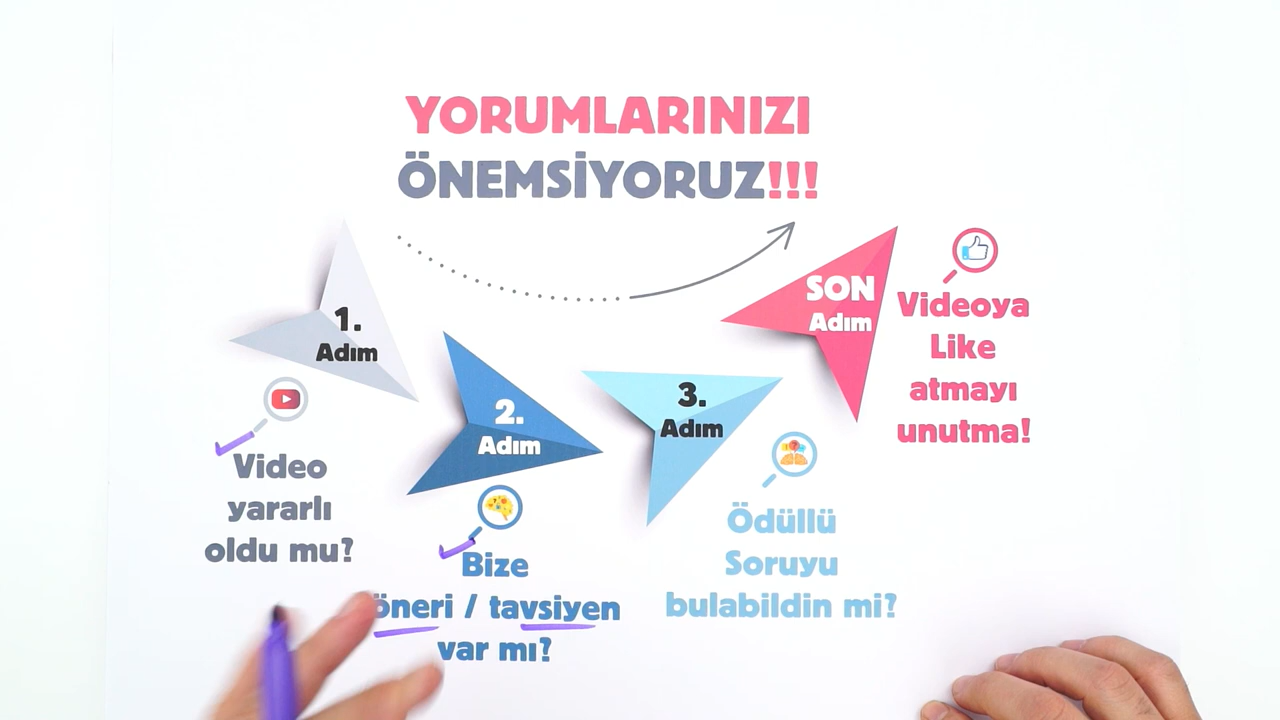 YORUMLARINIZI
ÖNEMSİYORUZ!!!
1.
Adım
Video
yararlı
oldu mu?
2.
Adım
Bize
öneri / tavsiyen
var mı?
3.
Adım
Ödüllü
Soruyu
bulabildin mi?
SON
Adım
Videoya
Like
atmayı
unutma!